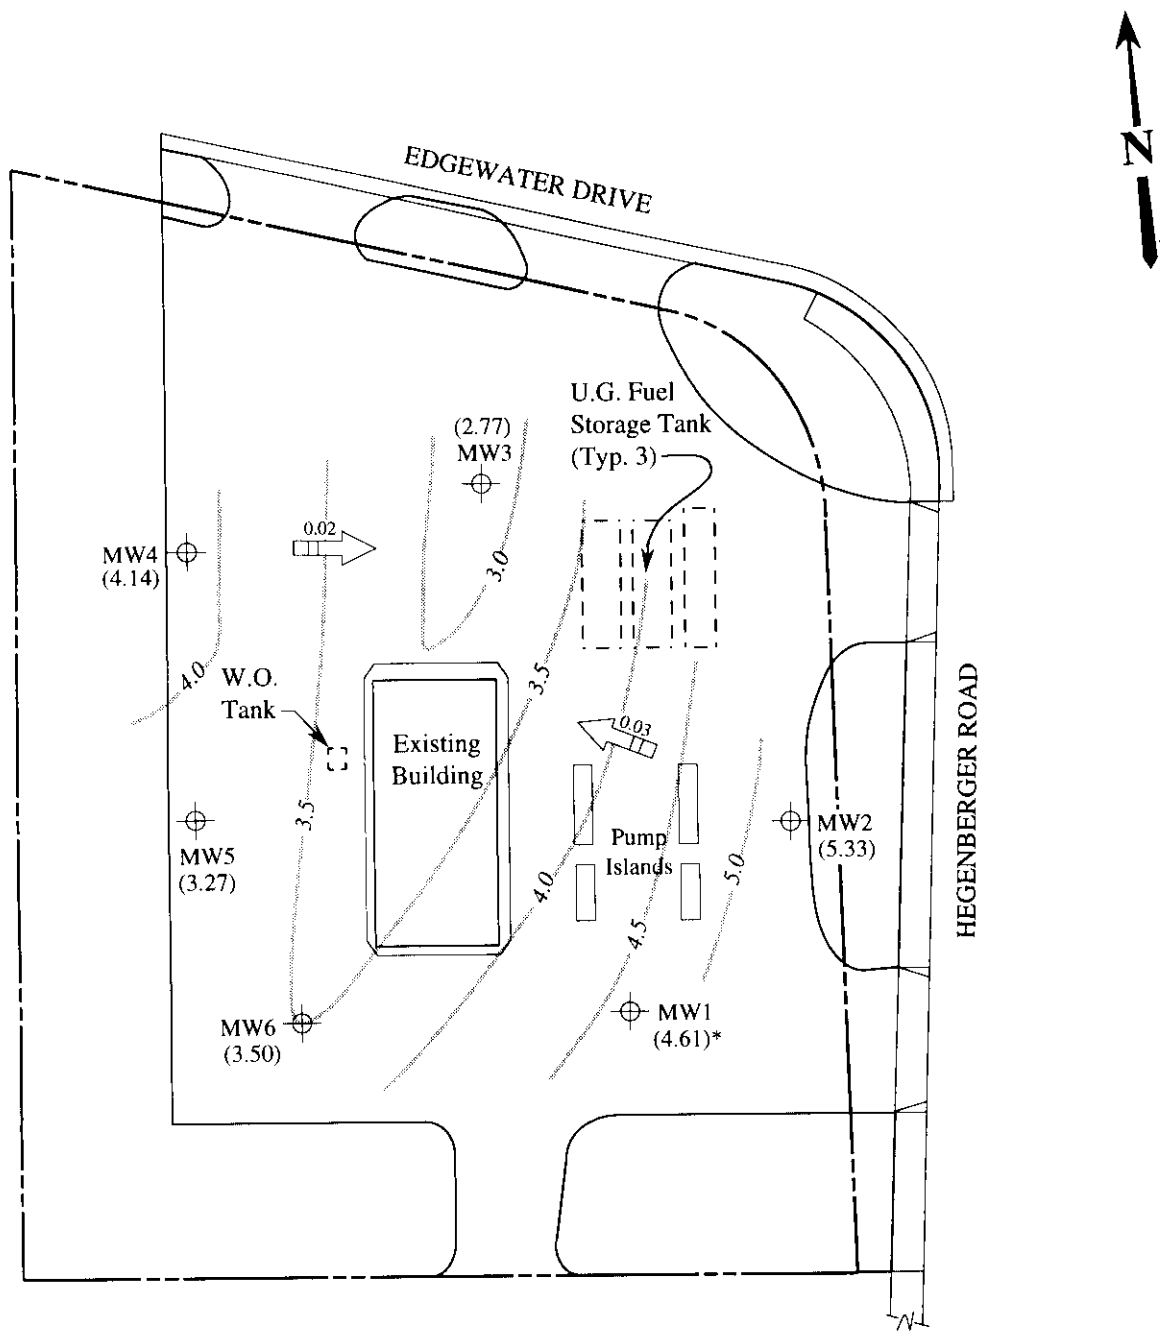 N
EDGEWATER DRIVE
U.G. Fuel
Storage Tank
(Typ. 3)
(2.77)
MW3
0.02
MW4
(4.14)
3.0
4.0
W.O.
Tank
3.5
0.03
Existing
Building
3.5
MW5
(3.27)
Pump
Islands
MW2
(5.33)
HEGENBERGER ROAD
5.0
4.0
4.5
MW6
(3.50)
MW1
(4.61)*